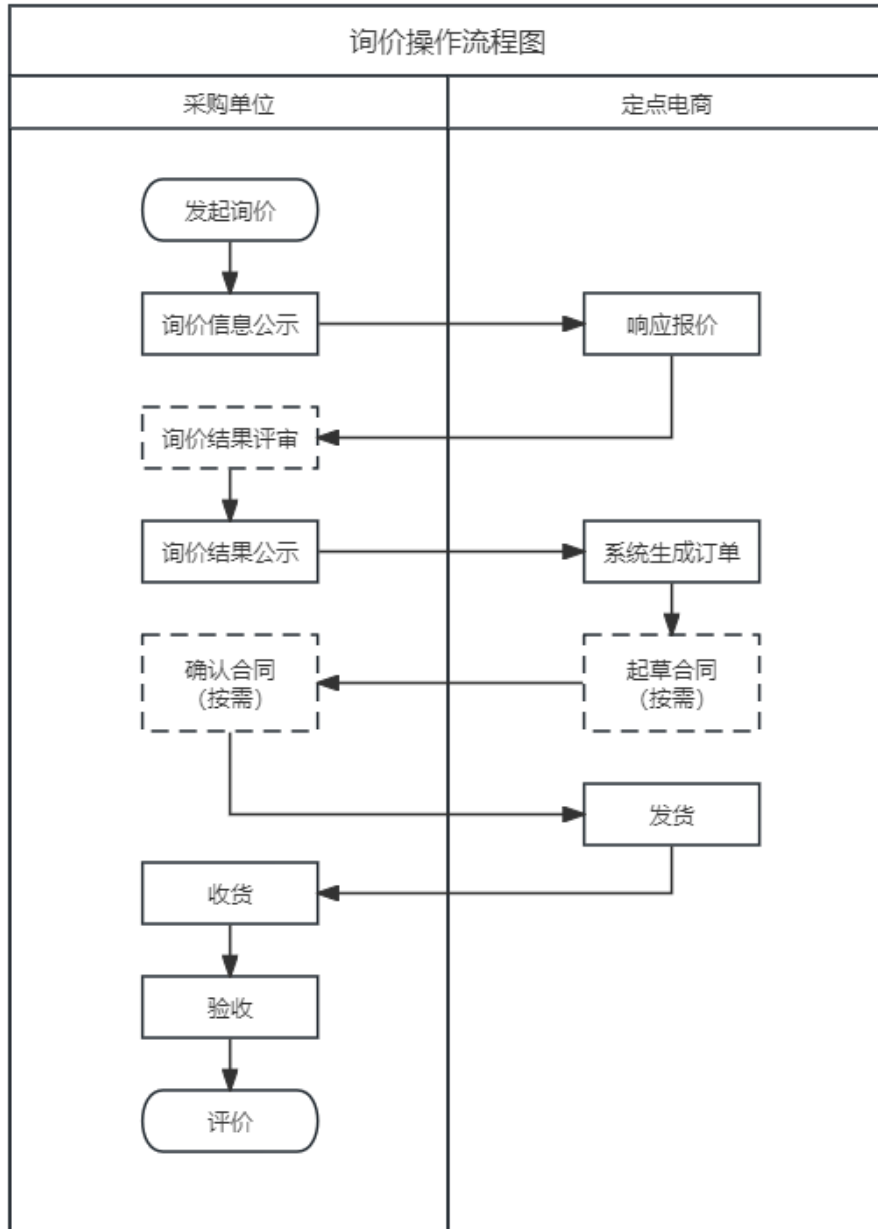 询价操作流程图
采购单位
定点电商
发起询价
询价信息公示
响应报价
询价结果评审
询价结果公示
系统生成订单
确认合同
（按需）
起草合同
（按需）
发货
收货
验收
评价